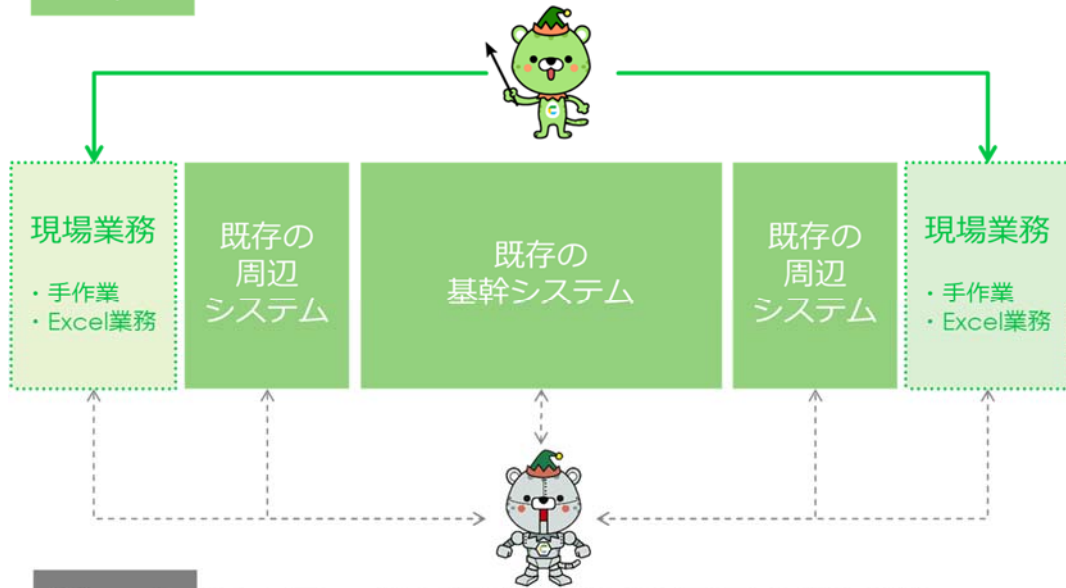 現場業務
・手作業
・Excel業務
既存の
周辺
システム
既存の
基幹システム
既存の
周辺
システム
現場業務
・手作業
・Excel業務